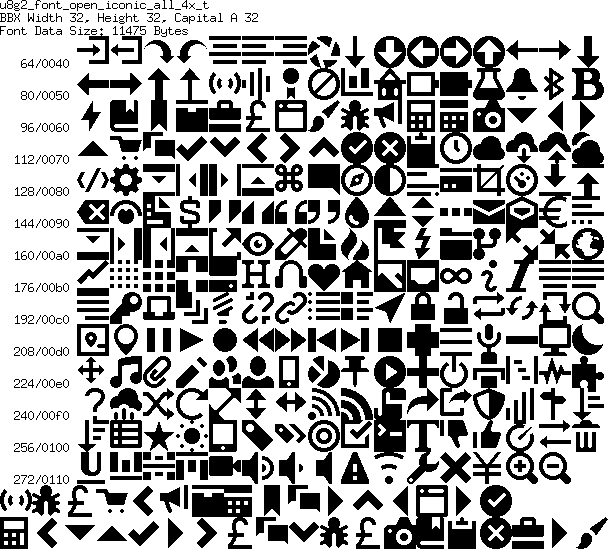 u8g2_font_open_iconic_all_4x_t
BBX Width 32, Height 32, Capital A 32
Font Data Size: 11475 Bytes
64/0040
80/0050
96/0060
112/0070
128/0080
144/0090
160/00a0
176/00b0
192/00c0
208/00d0
224/00e0
240/00f0
256/0100
272/0110